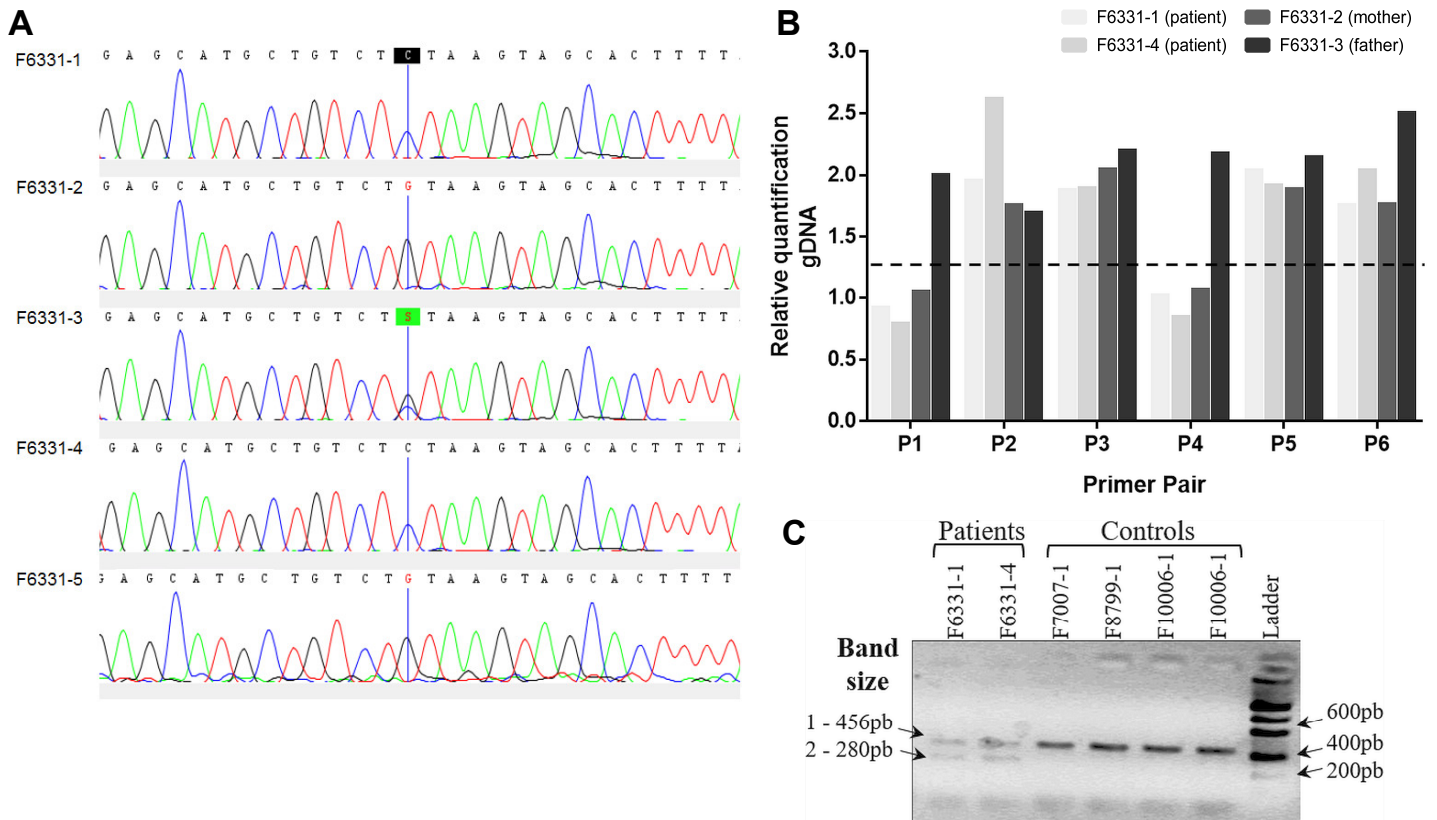 A
F6331-1
G A G C A T G C T G T C T C T A A G T A G C A C T T T T
F6331-2
G A G C A T G C T G T C T G T A A G T A G C A C T T T T
F6331-3
G A G C A T G C T G T C T S T A A G T A G C A C T T T T
F6331-4
G A G C A T G C T G T C T C T A A G T A G C A C T T T T
F6331-5
G A G C A T G C T G T C T G T A A G T A G C A C T T T T
B
F6331-1 (patient) F6331-2 (mother)
F6331-4 (patient) F6331-3 (father)
Relative quantification
gDNA
3.0
2.5
2.0
1.5
1.0
0.5
0.0
P1 P2 P3 P4 P5 P6
Primer Pair
C
Patients Controls
F6331-1 F6331-4 F7007-1 F8799-1 F10006-1 F10006-1 Ladder
Band
size
1 - 456pb
2 - 280pb
600pb
400pb
200pb